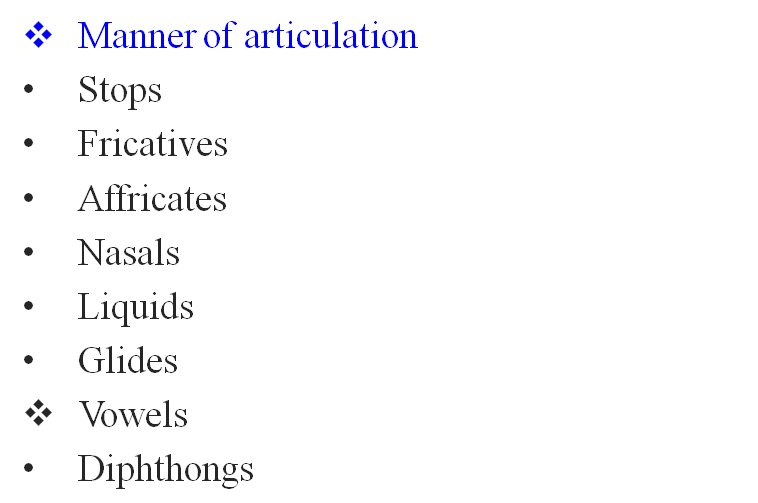 ❖ Manner of articulation
• Stops
• Fricatives
• Affricates
• Nasals
• Liquids
• Glides
❖ Vowels
• Diphthongs